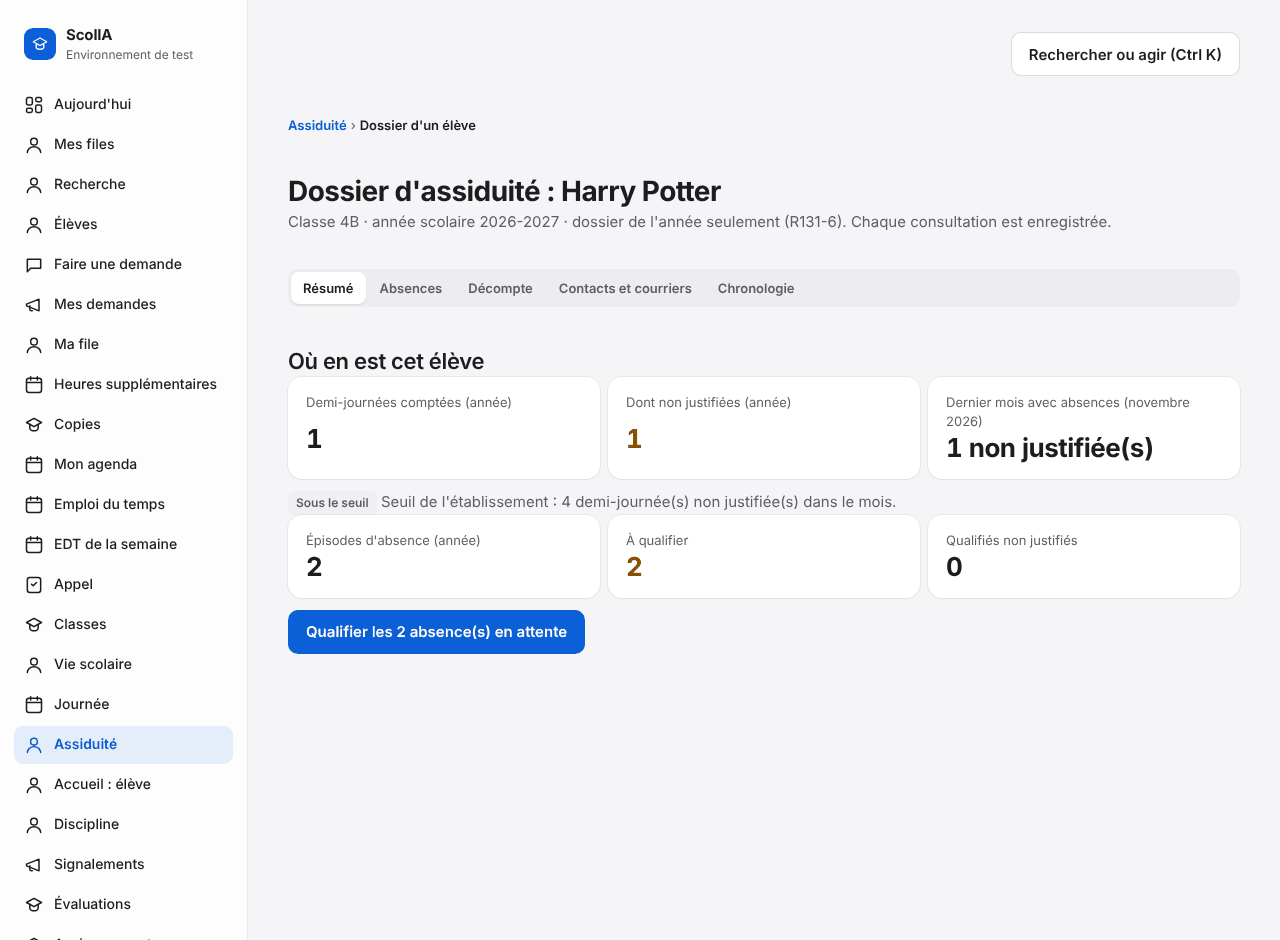 ScolIA
Environnement de test
Rechercher ou agir (Ctrl K)
Aujourd'hui
Mes files
Recherche
Élèves
Faire une demande
Mes demandes
Ma file
Heures supplémentaires
Copies
Mon agenda
Emploi du temps
EDT de la semaine
Appel
Classes
Vie scolaire
Journée
Assiduité
Accueil : élève
Discipline
Signalements
Évaluations
Assiduité › Dossier d'un élève
Dossier d'assiduité : Harry Potter
Classe 4B · année scolaire 2026-2027 · dossier de l'année seulement (R131-6). Chaque consultation est enregistrée.
Résumé Absences Décompte Contacts et courriers Chronologie
Où en est cet élève
Demi-journées comptées (année)
1
Dont non justifiées (année)
1
Dernier mois avec absences (novembre
2026)
1 non justifiée(s)
Sous le seuil Seuil de l'établissement : 4 demi-journée(s) non justifiée(s) dans le mois.
Épisodes d'absence (année)
2
À qualifier
2
Qualifiés non justifiés
0
Qualifier les 2 absence(s) en attente